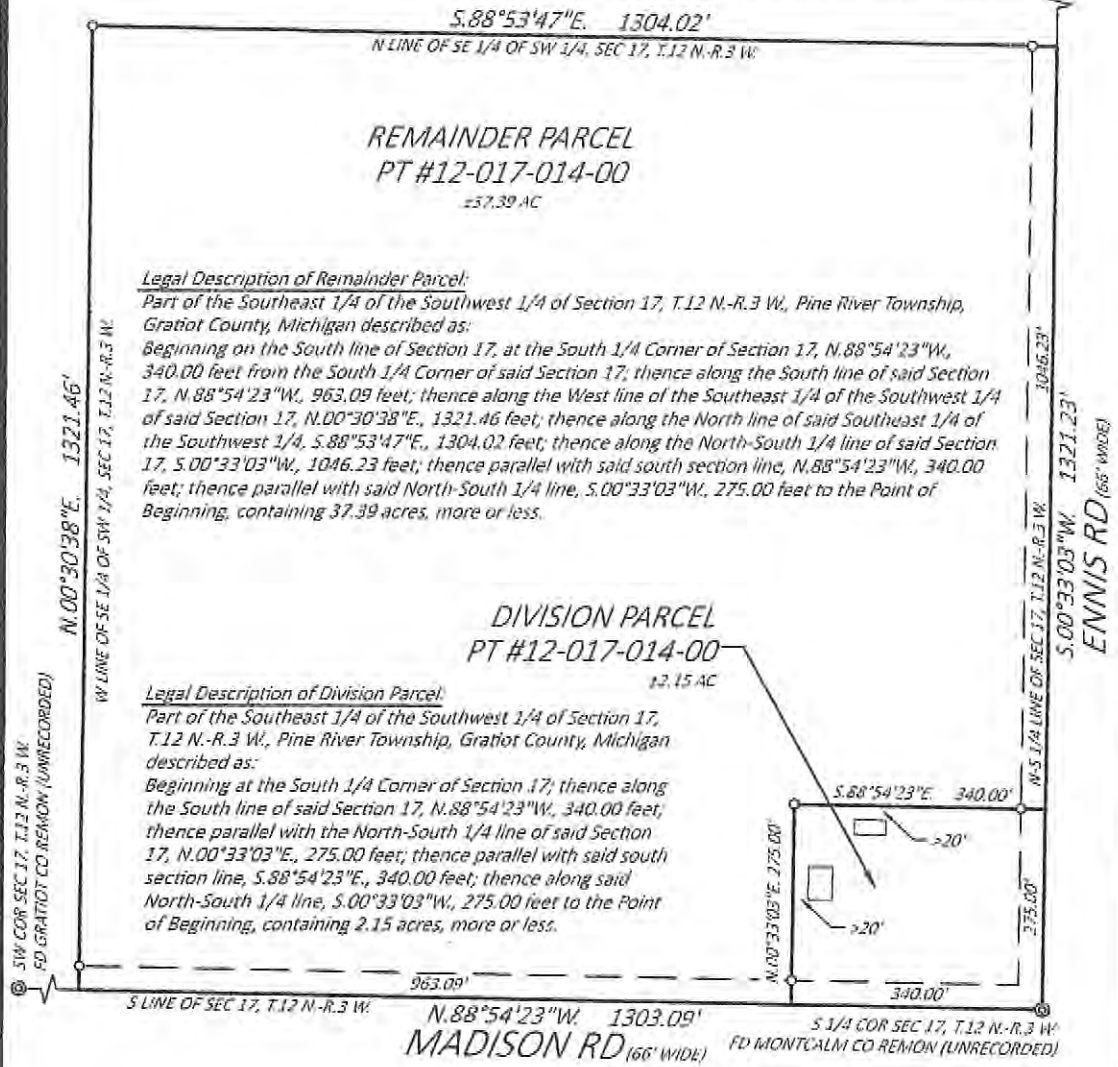 S.88°53'47"E. 1304.02'
N LINE OF SE 1/4 OF SW 1/4, SEC 17, T.12 N.-R.3 W.
REMAINDER PARCEL
PT #12-017-014-00
±37.39 AC
Legal Description of Remainder Parcel:
Part of the Southeast 1/4 of the Southwest 1/4 of Section 17, T.12 N.-R.3 W., Pine River Township,
Gratiot County, Michigan described as:
Beginning on the South line of Section 17, at the South 1/4 Corner of Section 17, N.88°54'23"W.,
340.00 feet from the South 1/4 Corner of said Section 17; thence along the South line of said Section
17, N.88°54'23"W., 963.09 feet; thence along the West line of the Southeast 1/4 of the Southwest 1/4
of said Section 17, N.00°30'38"E., 1321.46 feet; thence along the North line of said Southeast 1/4 of
the Southwest 1/4, S.88°53'47"E., 1304.02 feet; thence along the North-South 1/4 line of said Section
17, S.00°33'03"W., 1046.23 feet; thence parallel with said south section line, N.88°54'23"W., 340.00
feet; thence parallel with said North-South 1/4 line, S.00°33'03"W., 275.00 feet to the Point of
Beginning, containing 37.39 acres, more or less.
N.00°30'38"E. 1321.46'
W LINE OF SE 1/4 OF SW 1/4, SEC 17, T.12 N.-R.3 W.
1046.23'
N-S 1/4 LINE OF SEC 17, T.12 N.-R.3 W.
S.00°33'03"W. 1321.23'
ENNIS RD (66' WIDE)
DIVISION PARCEL
PT #12-017-014-00
±2.15 AC
Legal Description of Division Parcel:
Part of the Southeast 1/4 of the Southwest 1/4 of Section 17,
T.12 N.-R.3 W., Pine River Township, Gratiot County, Michigan
described as:
Beginning at the South 1/4 Corner of Section 17; thence along
the South line of said Section 17, N.88°54'23"W., 340.00 feet;
thence parallel with the North-South 1/4 line of said Section
17, N.00°33'03"E., 275.00 feet; thence parallel with said south
section line, S.88°54'23"E., 340.00 feet; thence along said
North-South 1/4 line, S.00°33'03"W., 275.00 feet to the Point
of Beginning, containing 2.15 acres, more or less.
S.88°54'23"E. 340.00'
>20'
>20'
N.00°33'03"E. 275.00'
275.00'
340.00'
SW COR SEC 17, T.12 N.-R.3 W.
FD GRATIOT CO REMON (UNRECORDED)
963.09'
S LINE OF SEC 17, T.12 N.-R.3 W.
N.88°54'23"W. 1303.09'
MADISON RD (66' WIDE)
S 1/4 COR SEC 17, T.12 N.-R.3 W.
FD MONTCALM CO REMON (UNRECORDED)